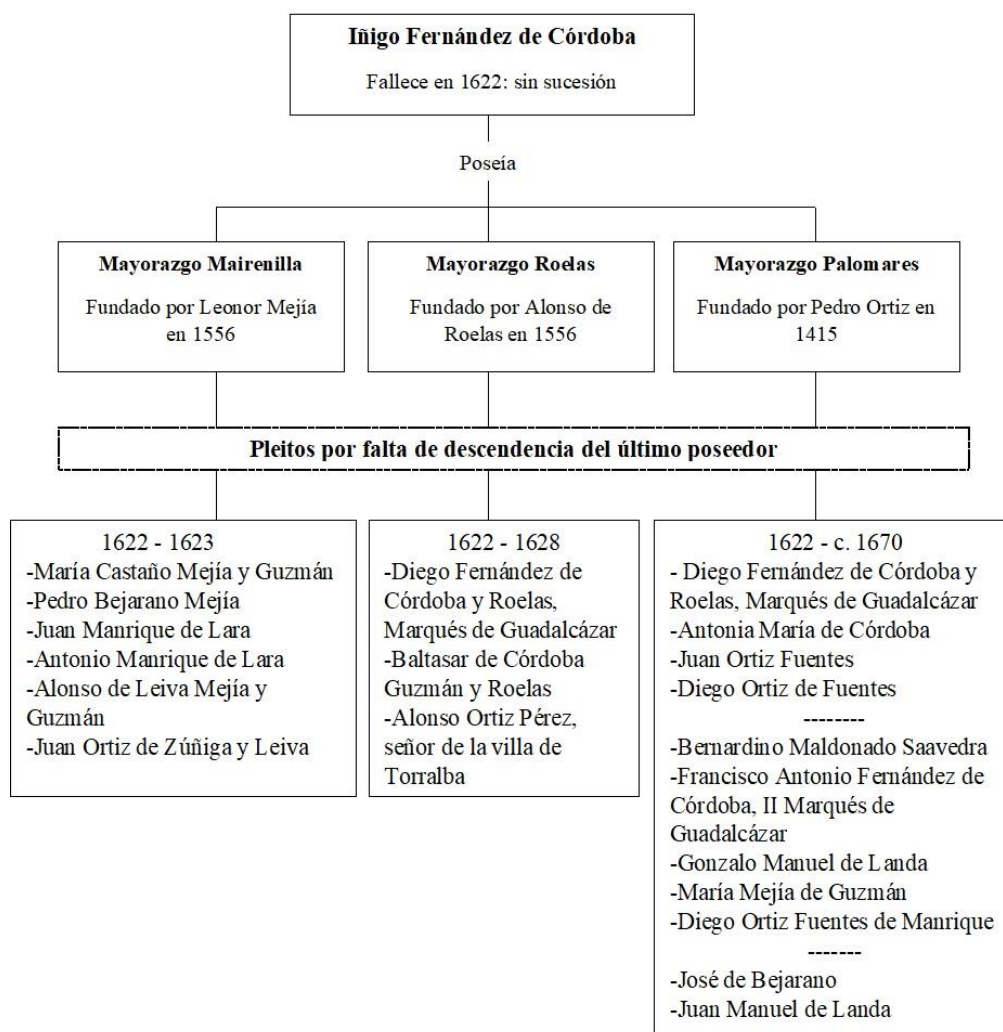 Iñigo Fernández de Córdoba
Fallece en 1622: sin sucesión
Poseía
Mayorazgo Mairenilla
Fundado por Leonor Mejía
en 1556
Mayorazgo Roelas
Fundado por Alonso de
Roelas en 1556
Mayorazgo Palomares
Fundado por Pedro Ortiz en
1415
Pleitos por falta de descendencia del último poseedor
1622 - 1623
-María Castaño Mejía y Guzmán
-Pedro Bejarano Mejía
-Juan Manrique de Lara
-Antonio Manrique de Lara
-Alonso de Leiva Mejía y
Guzmán
-Juan Ortiz de Zúñiga y Leiva
1622 - 1628
-Diego Fernández de
Córdoba y Roelas,
Marqués de Guadalcázar
-Baltasar de Córdoba
Guzmán y Roelas
-Alonso Ortiz Pérez,
señor de la villa de
Torralba
1622 - c. 1670
- Diego Fernández de Córdoba y
Roelas, Marqués de Guadalcázar
-Antonia María de Córdoba
-Juan Ortiz Fuentes
-Diego Ortiz de Fuentes
--------
-Bernardino Maldonado Saavedra
-Francisco Antonio Fernández de
Córdoba, II Marqués de
Guadalcázar
-Gonzalo Manuel de Landa
-María Mejía de Guzmán
-Diego Ortiz Fuentes de Manrique
-------
-José de Bejarano
-Juan Manuel de Landa